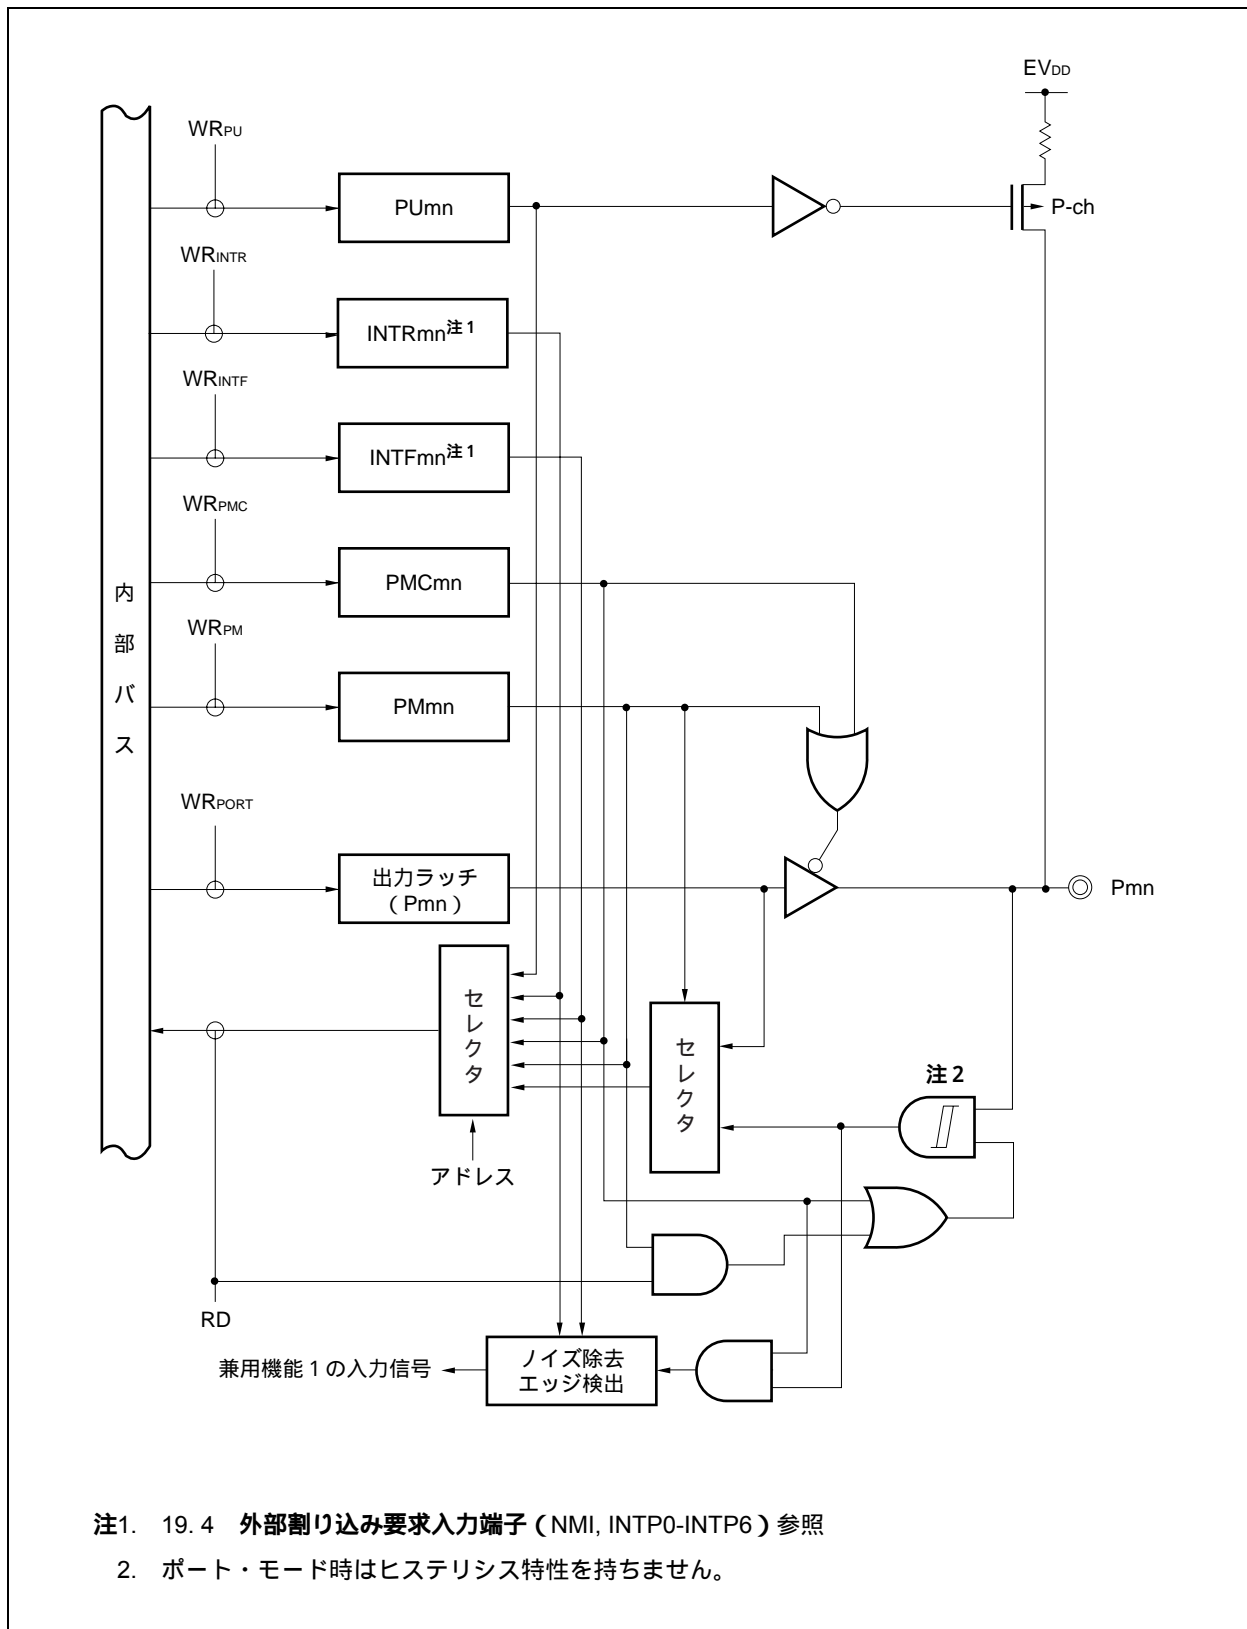 EVDD
WRPU
PUmn
P-ch
WRINTR
INTRmn注1
WRINTF
INTFmn注1
WRPMC
PMCmn
内部バス
WRPM
PMmn
WRPORT
出力ラッチ
（Pmn）
Pmn
セレクタ
セレクタ
注2
アドレス
RD
兼用機能1の入力信号
ノイズ除去
エッジ検出
注1. 19. 4 外部割り込み要求入力端子（NMI, INTP0-INTP6）参照
2. ポート・モード時はヒステリシス特性を持ちません。